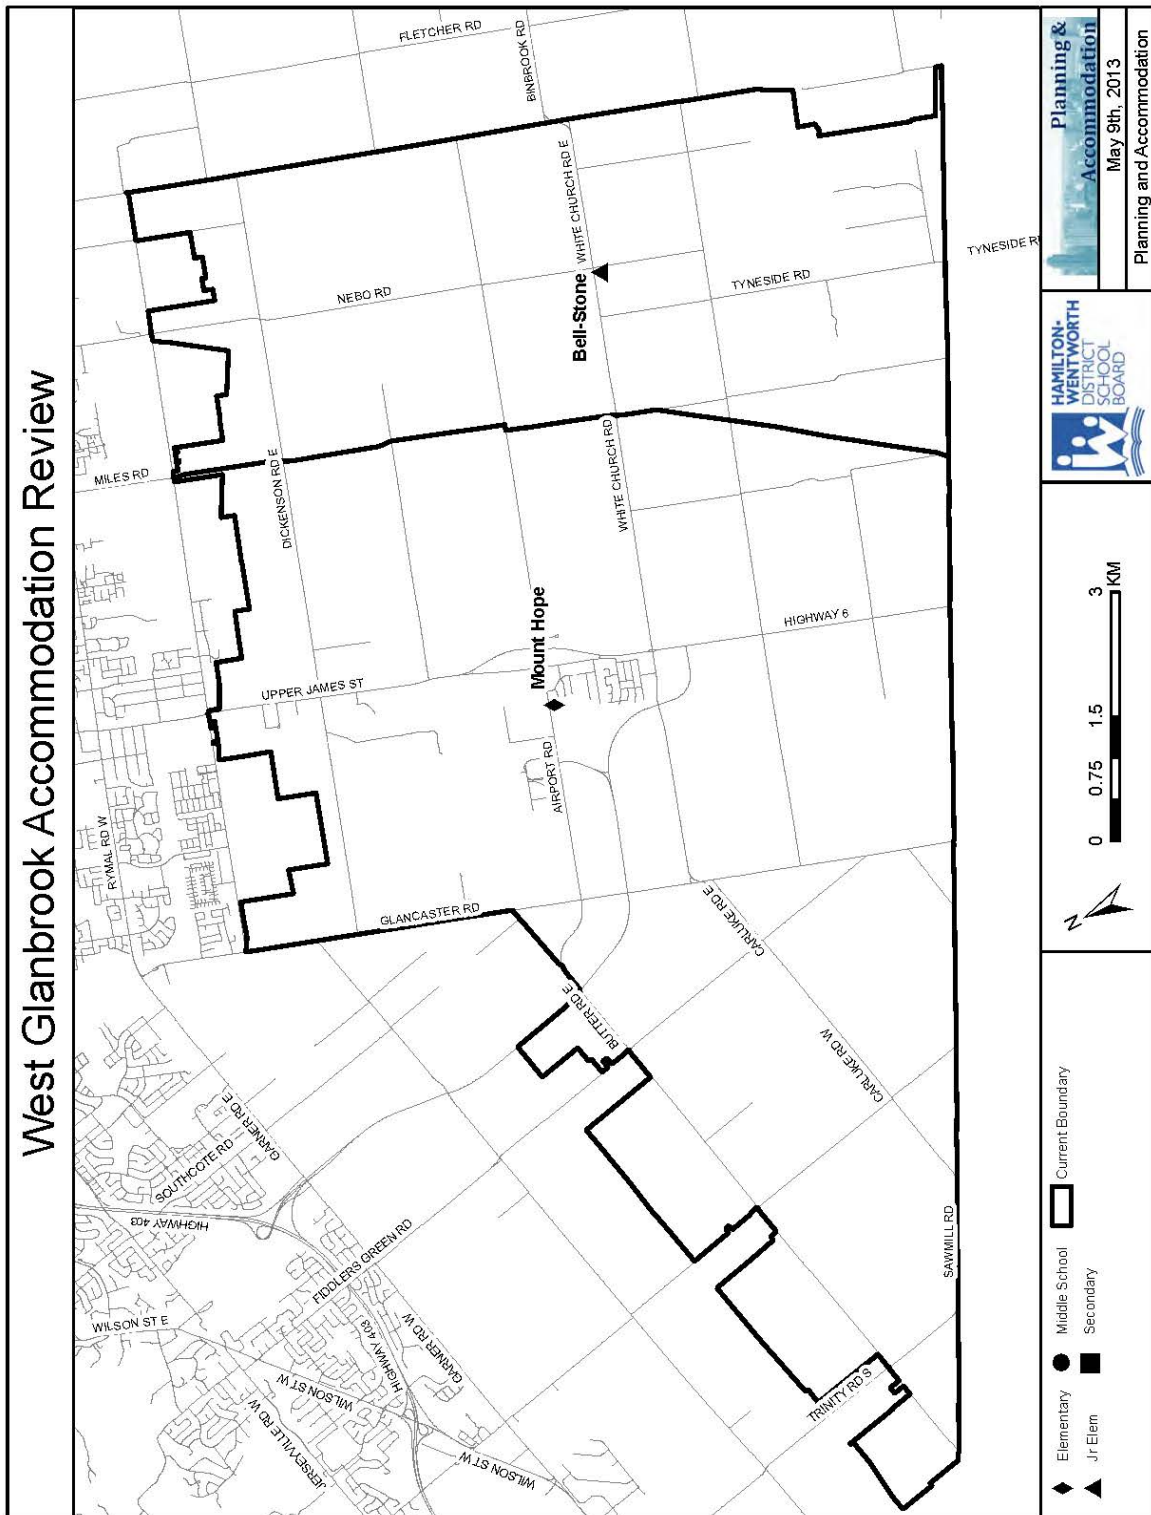 West Glanbrook Accommodation Review
FLETCHER RD
BINBROOK RD
WHITE CHURCH RD E
NEBO RD
Bell-Stone
TYNESIDE RD
TYNESIDE RD
MILES RD
DICKENSON RD E
WHITE CHURCH RD
Mount Hope
HIGHWAY 6
UPPER JAMES ST
AIRPORT RD
RYMAL RD W
GLANCASTER RD
CARLUKE RD E
BUTTER RD E
CARLUKE RD W
GARNER RD E
SOUTHCOTE RD
HIGHWAY 403
FIDDLERS GREEN RD
WILSON ST E
HIGHWAY 403
GARNER RD W
WILSON ST W
JERSEYVILLE RD W
WILSON ST W
TRINITY RD S
SAWMILL RD
Elementary
Middle School
Current Boundary
Jr Elem
Secondary
N
0 0.75 1.5 3
KM
HAMILTON-
WENTWORTH
DISTRICT
SCHOOL
BOARD
Planning &
Accommodation
May 9th, 2013
Planning and Accommodation